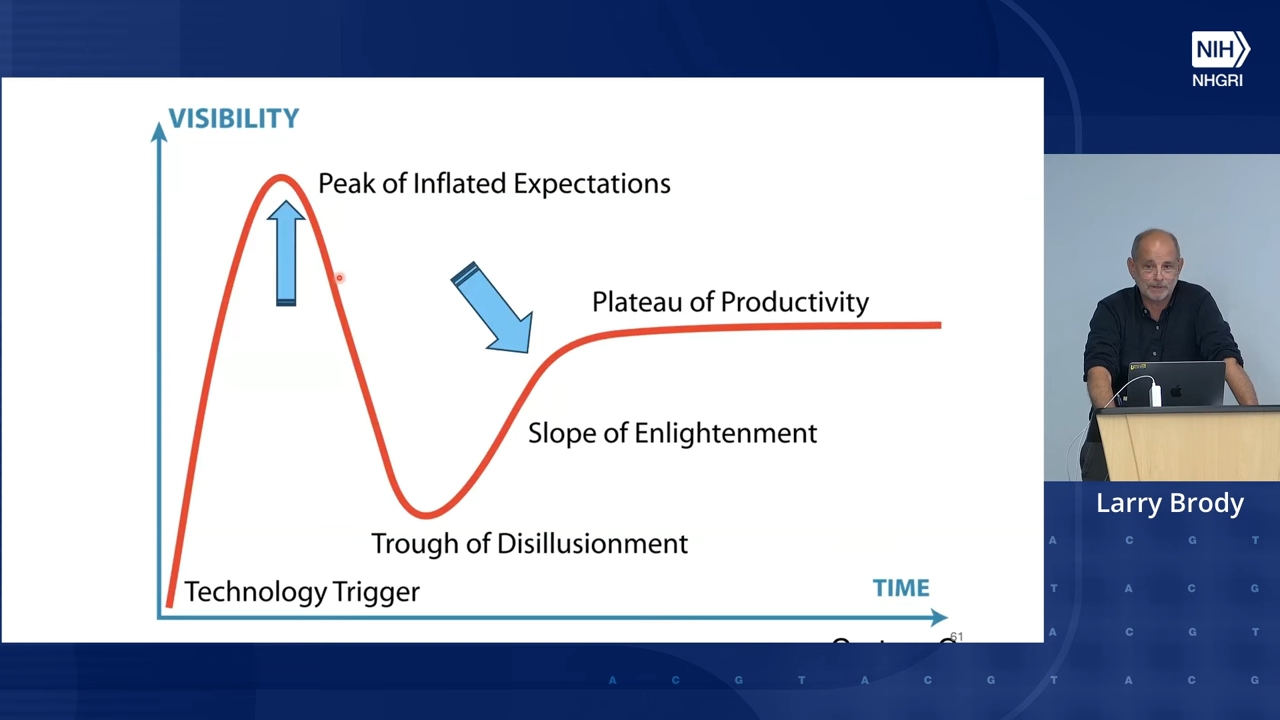 NIH
NHGRI
VISIBILITY
Peak of Inflated Expectations
Plateau of Productivity
Slope of Enlightenment
Trough of Disillusionment
Technology Trigger
TIME
61
Larry Brody
A C G T
T A C G
A C G T
A C G T A C G T A C G